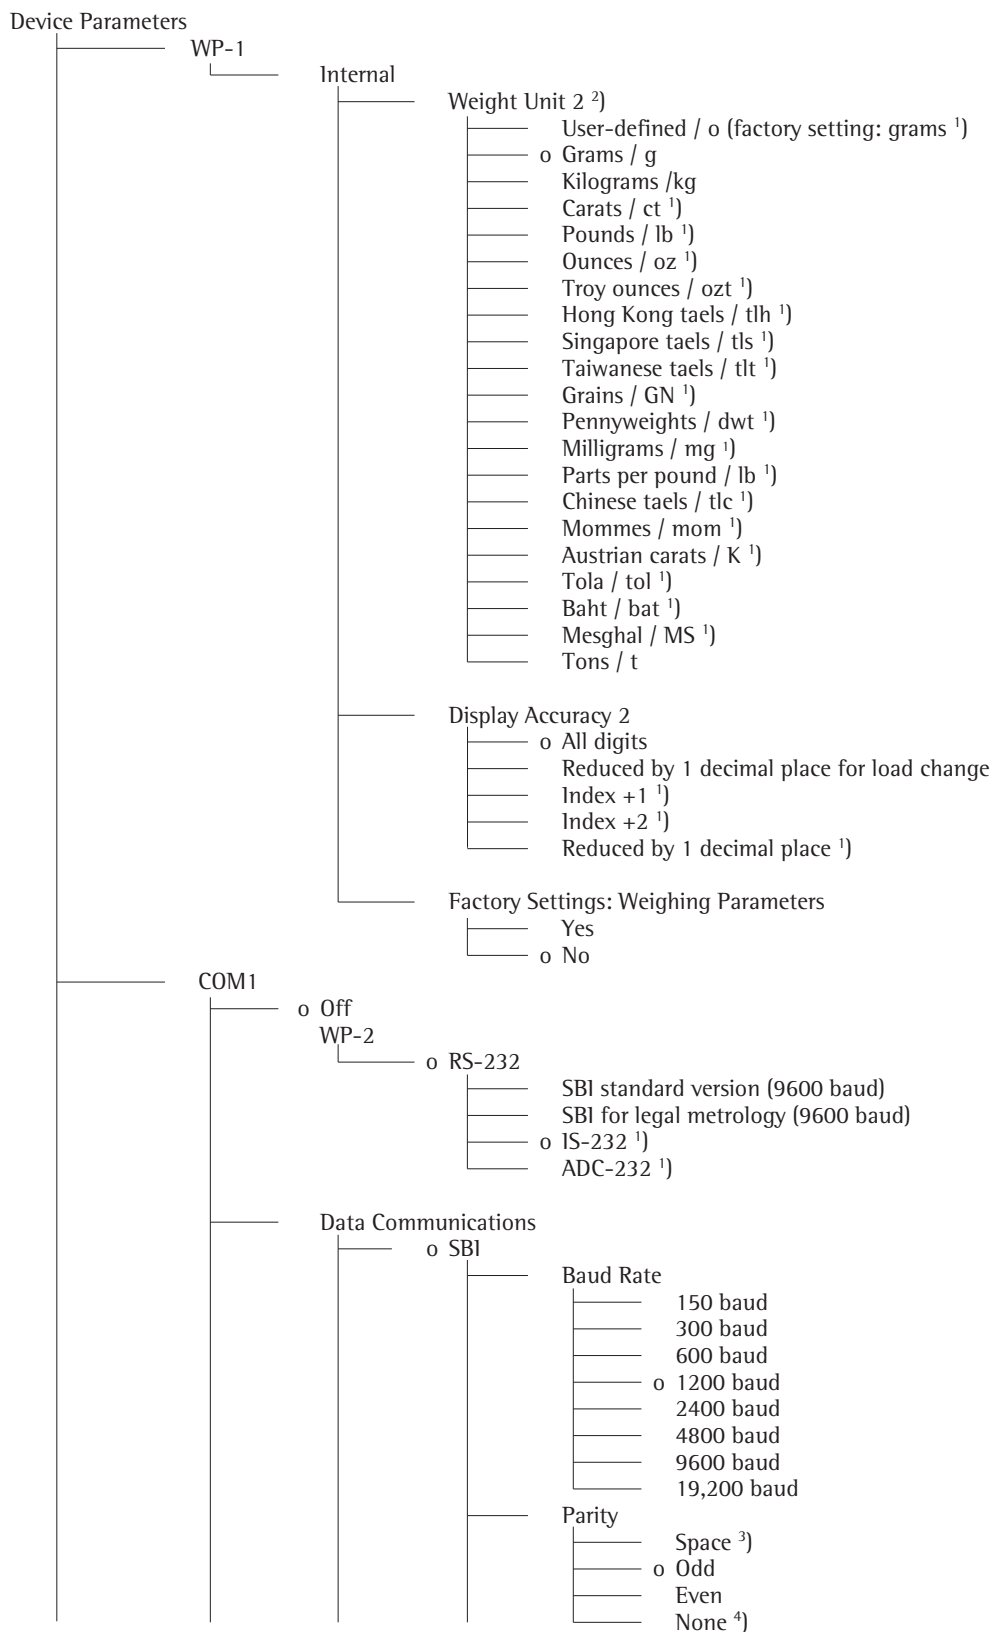 Device Parameters
WP-1
Internal
Weight Unit 2 ²)
User-defined / o (factory setting: grams ¹)
o Grams / g
Kilograms /kg
Carats / ct ¹)
Pounds / lb ¹)
Ounces / oz ¹)
Troy ounces / ozt ¹)
Hong Kong taels / tlh ¹)
Singapore taels / tls ¹)
Taiwanese taels / tlt ¹)
Grains / GN ¹)
Pennyweights / dwt ¹)
Milligrams / mg ¹)
Parts per pound / lb ¹)
Chinese taels / tlc ¹)
Mommes / mom ¹)
Austrian carats / K ¹)
Tola / tol ¹)
Baht / bat ¹)
Mesghal / MS ¹)
Tons / t
Display Accuracy 2
o All digits
Reduced by 1 decimal place for load change
Index +1 ¹)
Index +2 ¹)
Reduced by 1 decimal place ¹)
Factory Settings: Weighing Parameters
Yes
o No
COM1
o Off
WP-2
o RS-232
SBI standard version (9600 baud)
SBI for legal metrology (9600 baud)
o IS-232 ¹)
ADC-232 ¹)
Data Communications
o SBI
Baud Rate
150 baud
300 baud
600 baud
o 1200 baud
2400 baud
4800 baud
9600 baud
19,200 baud
Parity
Space ³)
o Odd
Even
None ⁴)